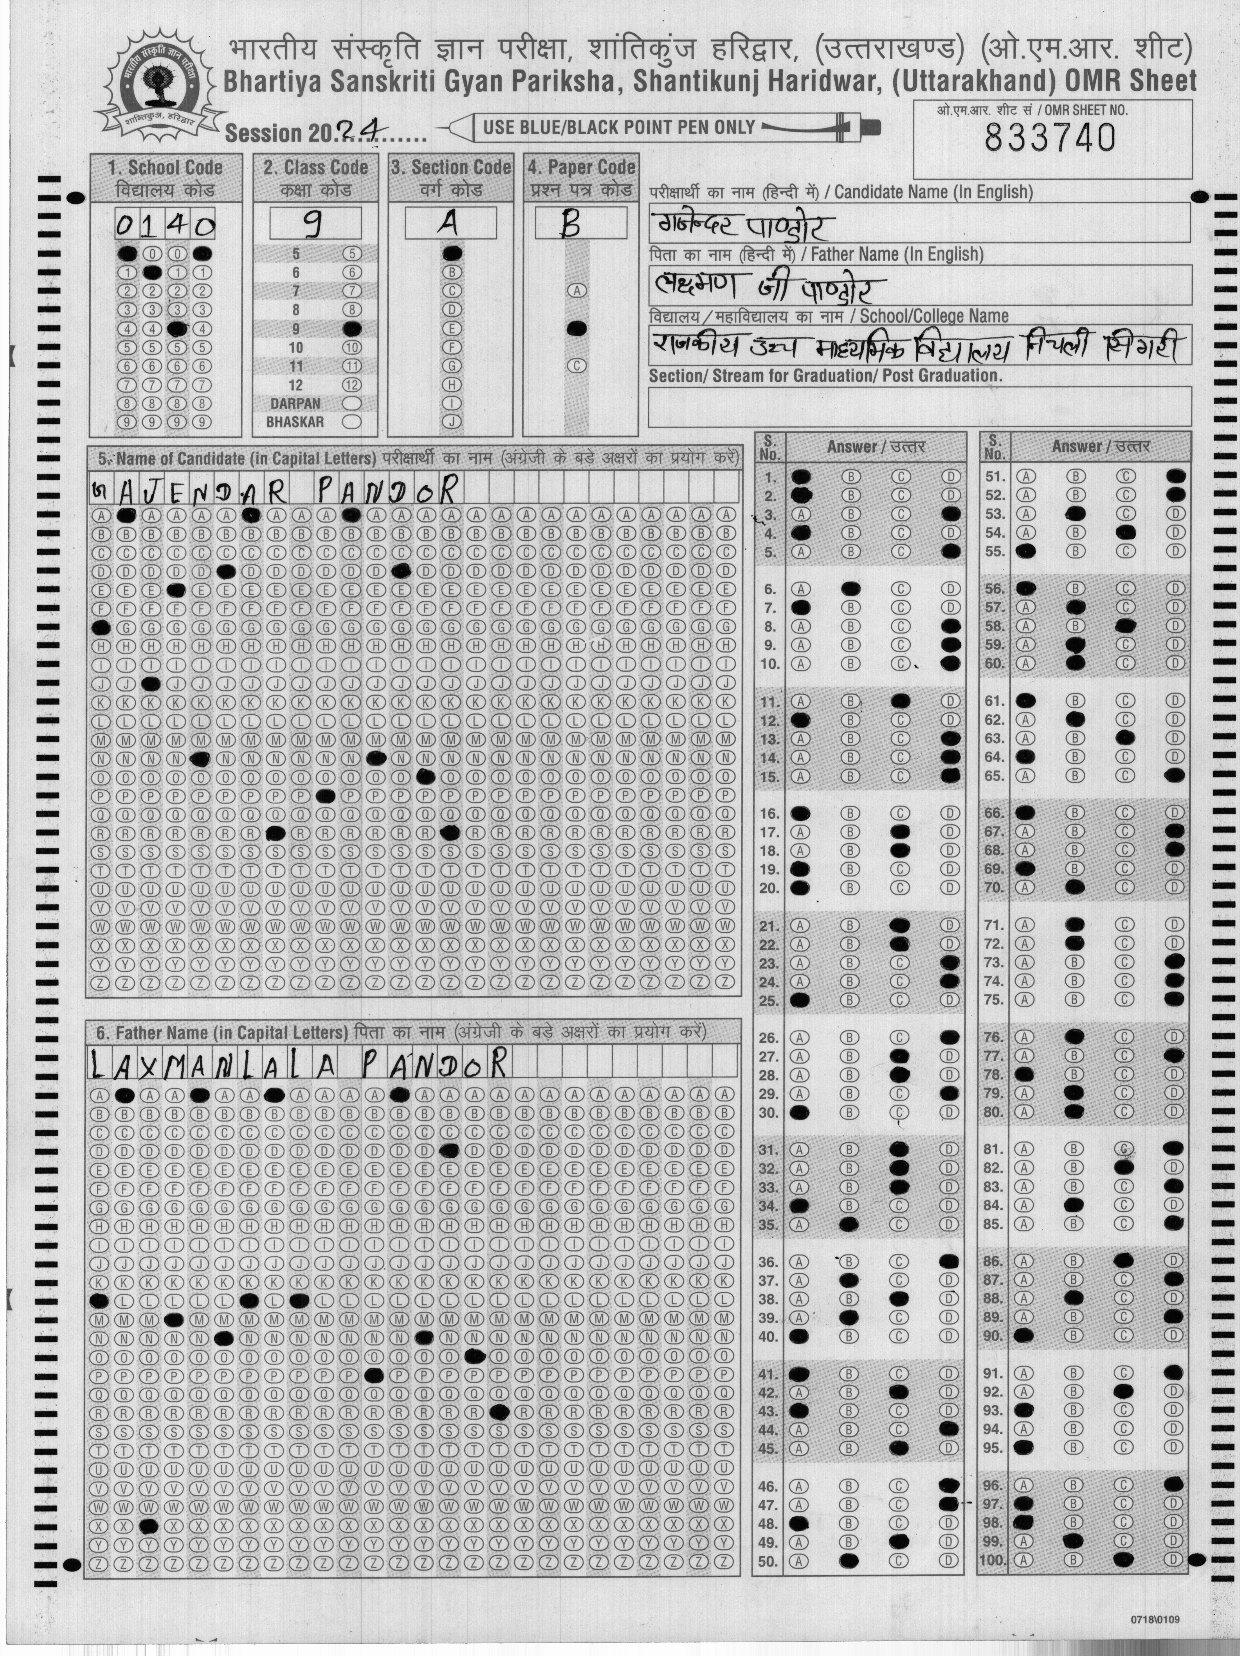 भारतीय संस्कृति ज्ञान परीक्षा, शांतिकुंज हरिद्वार, (उत्तराखण्ड) (ओ.एम.आर. शीट)
Bhartiya Sanskriti Gyan Pariksha, Shantikunj Haridwar, (Uttarakhand) OMR Sheet
Session 2024
USE BLUE/BLACK POINT PEN ONLY
ओ.एम.आर. शीट सं / OMR SHEET NO.
833740
1. School Code
विद्यालय कोड
0140
2. Class Code
कक्षा कोड
9
3. Section Code
वर्ग कोड
A
4. Paper Code
प्रश्न पत्र कोड
B
5
6
7
8
9
10
11
12
DARPAN
BHASKAR
परीक्षार्थी का नाम (हिन्दी में) / Candidate Name (In English)
गजेन्दर पाण्डोर
पिता का नाम (हिन्दी में) / Father Name (In English)
लक्ष्मण जी पाण्डोर
विद्यालय / महाविद्यालय का नाम / School/College Name
राजकीय उच्च माध्यमिक विद्यालय निचली सिगरी
Section/ Stream for Graduation/ Post Graduation.
5. Name of Candidate (in Capital Letters) परीक्षार्थी का नाम (अंग्रेजी के बड़े अक्षरों का प्रयोग करें)
GAJENDAR PANDOR
6. Father Name (in Capital Letters) पिता का नाम (अंग्रेजी के बड़े अक्षरों का प्रयोग करें)
LAXMANLAL A PANDOR
S. No. Answer / उत्तर
S. No. Answer / उत्तर
0718\0109